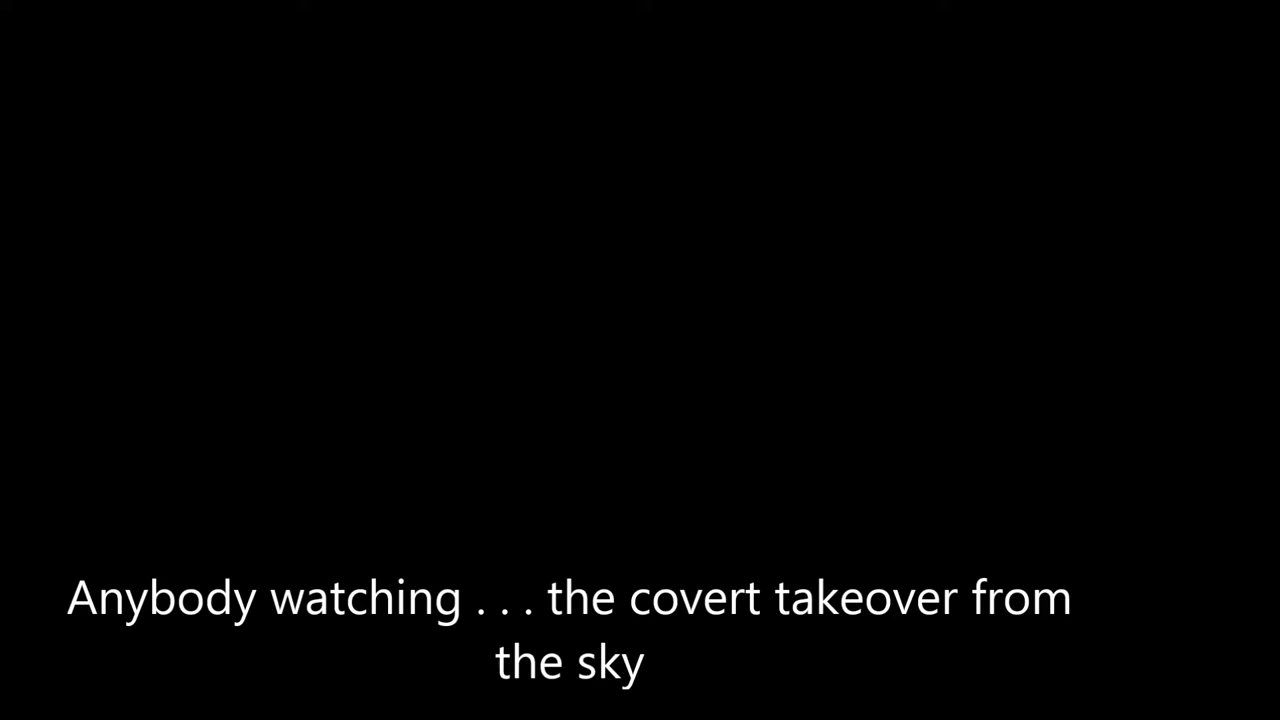 Anybody watching . . . the covert takeover from
the sky